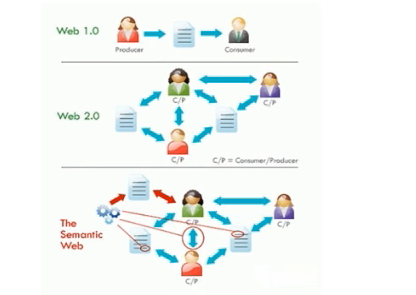 Web 1.0
Producer
Consumer
Web 2.0
C/P
C/P
C/P
C/P = Consumer/Producer
The
Semantic
Web
C/P
C/P
C/P